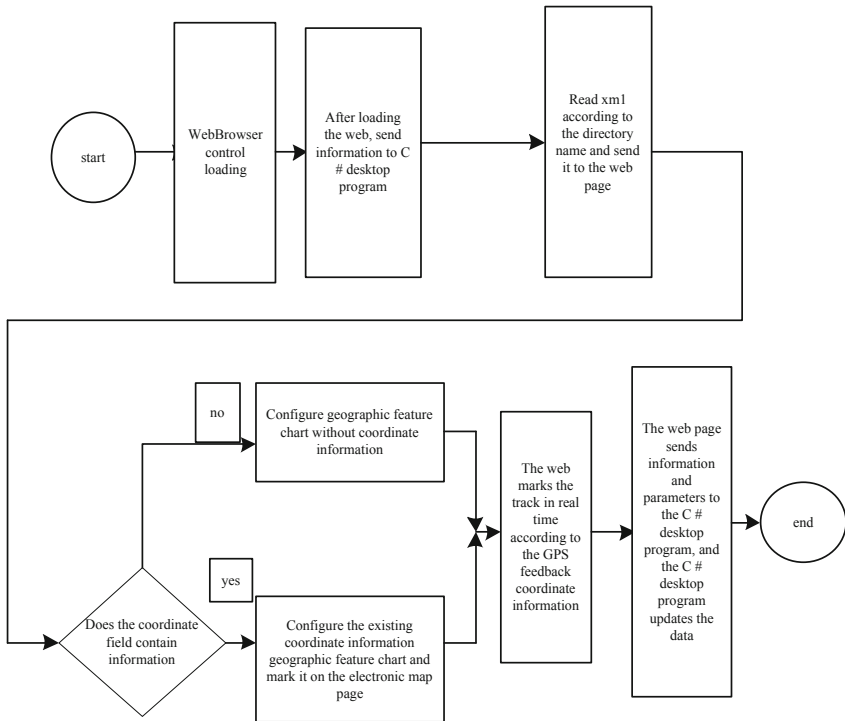 start
WebBrowser
control
loading
After loading
the web, send
information to C
# desktop
program
Read xm1
according to
the directory
name and send
it to the web
page
no
Configure geographic feature
chart without coordinate
information
yes
Does the coordinate
field contain
information
Configure the existing
coordinate information
geographic feature chart and
mark it on the electronic map
page
The web
marks the
track in real
time
according to
the GPS
feedback
coordinate
information
The web page
sends
information
and
parameters to
the C #
desktop
program, and
the C #
desktop
program
updates the
data
end